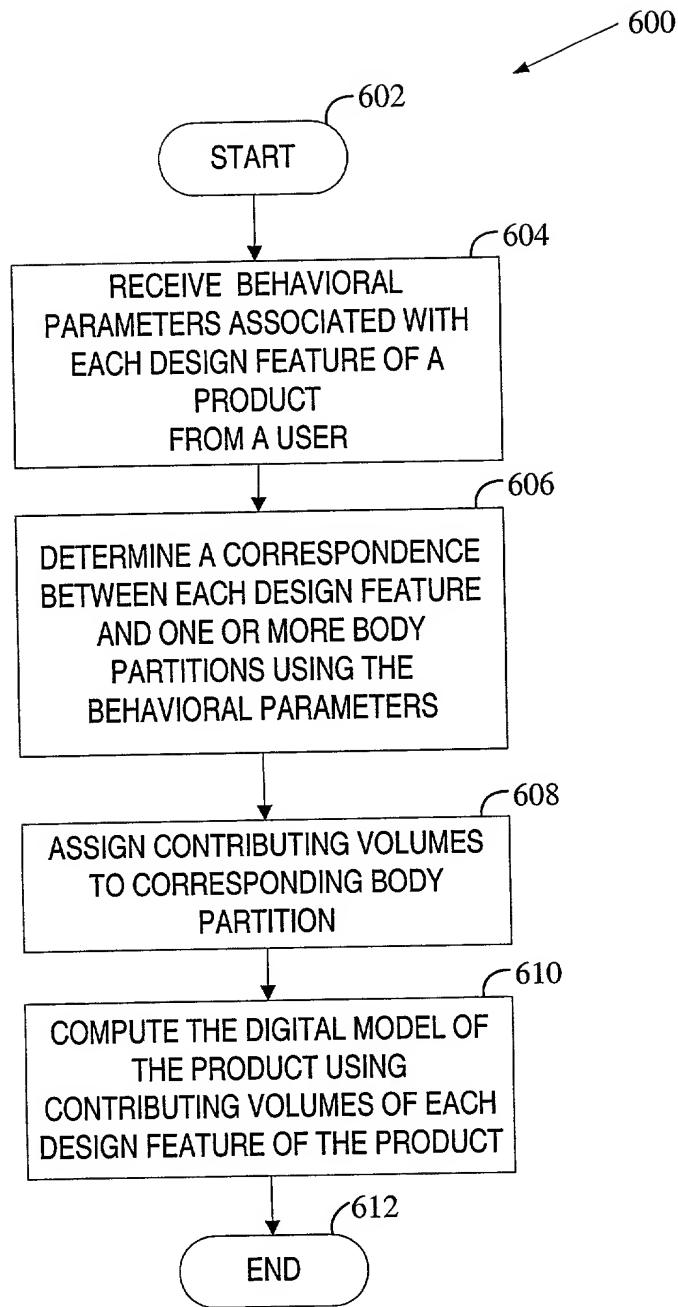 600
602
START
604
RECEIVE BEHAVIORAL
PARAMETERS ASSOCIATED WITH
EACH DESIGN FEATURE OF A
PRODUCT
FROM A USER
606
DETERMINE A CORRESPONDENCE
BETWEEN EACH DESIGN FEATURE
AND ONE OR MORE BODY
PARTITIONS USING THE
BEHAVIORAL PARAMETERS
608
ASSIGN CONTRIBUTING VOLUMES
TO CORRESPONDING BODY
PARTITION
610
COMPUTE THE DIGITAL MODEL OF
THE PRODUCT USING
CONTRIBUTING VOLUMES OF EACH
DESIGN FEATURE OF THE PRODUCT
612
END